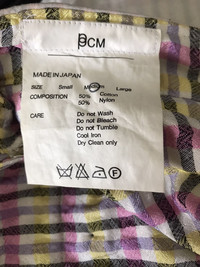 PCM
MADE IN JAPAN
SIZE Small Medium Large
COMPOSITION 50% Cotton
50% Nylon
CARE Do not Wash
Do not Bleach
Do not Tumble
Cool Iron
Dry Clean only